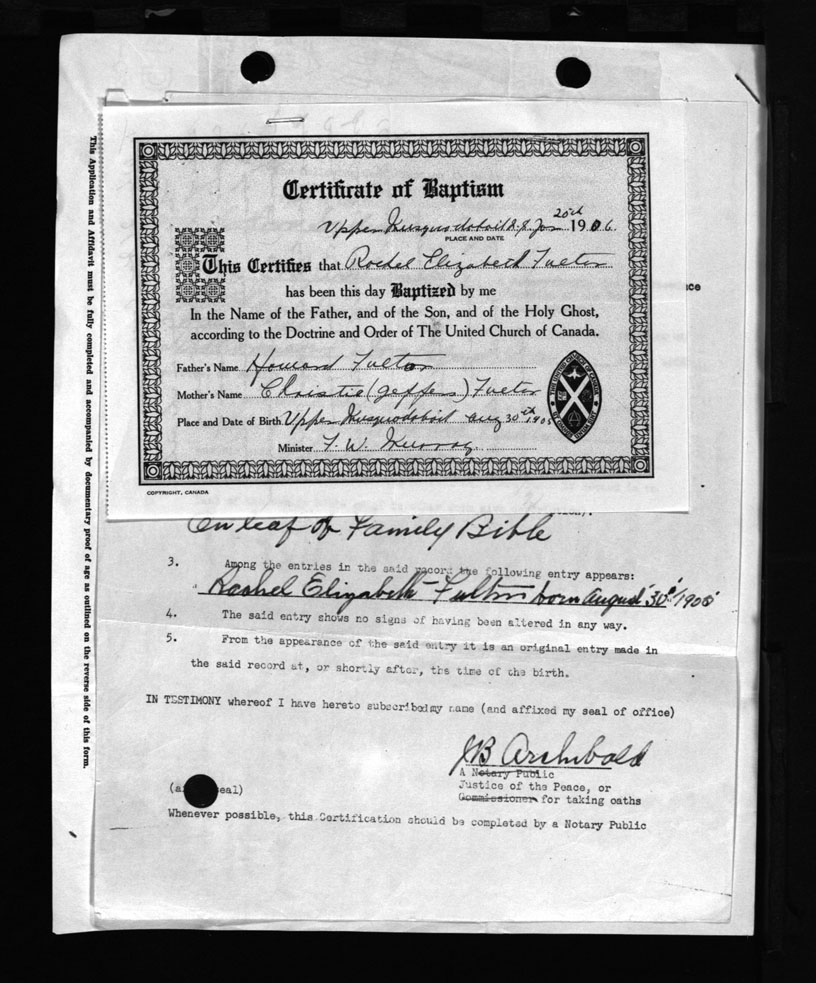 Certificate of Baptism
Upper Musquodoboit N.S. Jan 20th 1906.
PLACE AND DATE
This Certifies that Rachel Elizabeth Fulton
has been this day Baptized by me
In the Name of the Father, and of the Son, and of the Holy Ghost,
according to the Doctrine and Order of The United Church of Canada.
Father's Name Howard Fulton
Mother's Name Christie (Jeffers) Fulton
Place and Date of Birth Upper Musquodoboit Aug 30th 1905
Minister F. W. Murray
COPYRIGHT, CANADA
This Application and Affidavit must be fully completed and accompanied by documentary proof of age as outlined on the reverse side of this form.
On leaf of Family Bible
3. Among the entries in the said record the following entry appears:
Rachel Elizabeth Fulton born August 30th 1905
4. The said entry shows no signs of having been altered in any way.
5. From the appearance of the said entry it is an original entry made in
the said record at, or shortly after, the time of the birth.
IN TESTIMONY whereof I have hereto subscribed my name (and affixed my seal of office)
JB Archibald
A Notary Public
Justice of the Peace, or
Commissioner for taking oaths
Whenever possible, this Certification should be completed by a Notary Public